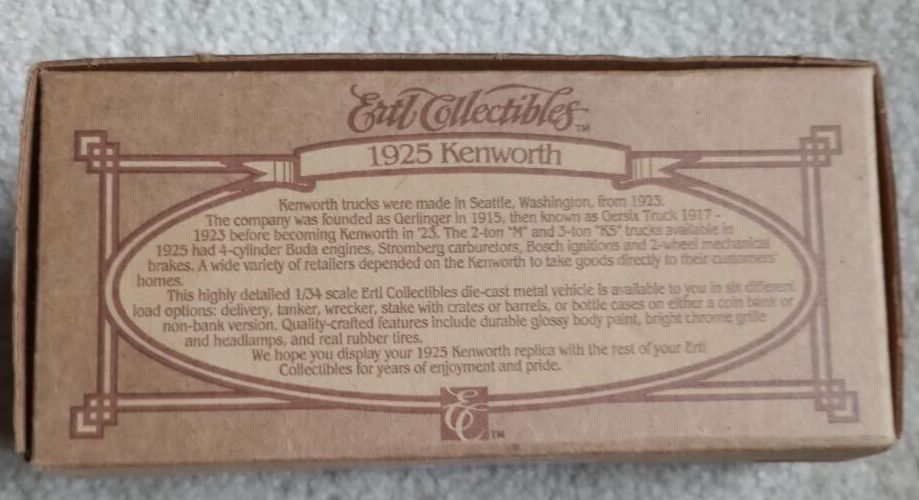 Ertl Collectibles™
1925 Kenworth
Kenworth trucks were made in Seattle, Washington, from 1923.
The company was founded as Gerlinger in 1915, then known as Gersix Truck 1917 -
1923 before becoming Kenworth in '23. The 2-ton "M" and 3-ton "KS" trucks available in
1925 had 4-cylinder Buda engines, Stromberg carburetors, Bosch ignitions and 2-wheel mechanical
brakes. A wide variety of retailers depended on the Kenworth to take goods directly to their customers'
homes.
This highly detailed 1/34 scale Ertl Collectibles die-cast metal vehicle is available to you in six different
load options: delivery, tanker, wrecker, stake with crates or barrels, or bottle cases on either a coin bank or
non-bank version. Quality-crafted features include durable glossy body paint, bright chrome grille
and headlamps, and real rubber tires.
We hope you display your 1925 Kenworth replica with the rest of your Ertl
Collectibles for years of enjoyment and pride.
EC™